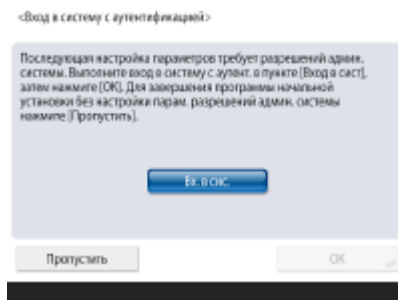 <Вход в систему с аутентификацией>
Последующая настройка параметров требует разрешений админ.
системы. Выполните вход в систему с аутент. в пункте [Вход в сист],
затем нажмите [OK]. Для завершения программы начальной
установки без настройки парам. разрешений админ. системы
нажмите [Пропустить].
Вх. в сис.
Пропустить
OK